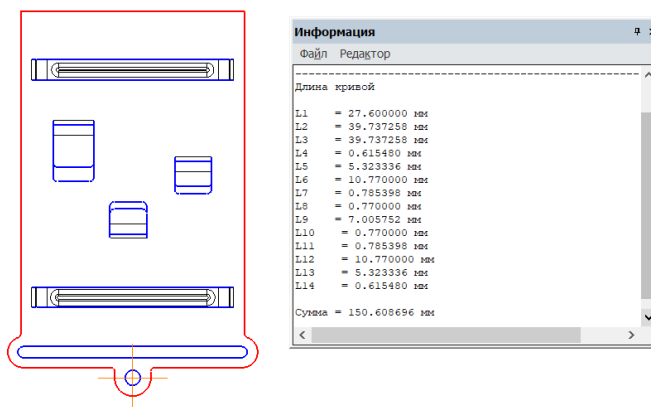 Информация
Файл Редактор
--------------------------------------------------------
Длина кривой
L1 = 27.600000 мм
L2 = 39.737258 мм
L3 = 39.737258 мм
L4 = 0.615480 мм
L5 = 5.323336 мм
L6 = 10.770000 мм
L7 = 0.785398 мм
L8 = 0.770000 мм
L9 = 7.005752 мм
L10 = 0.770000 мм
L11 = 0.785398 мм
L12 = 10.770000 мм
L13 = 5.323336 мм
L14 = 0.615480 мм
Сумма = 150.608696 мм